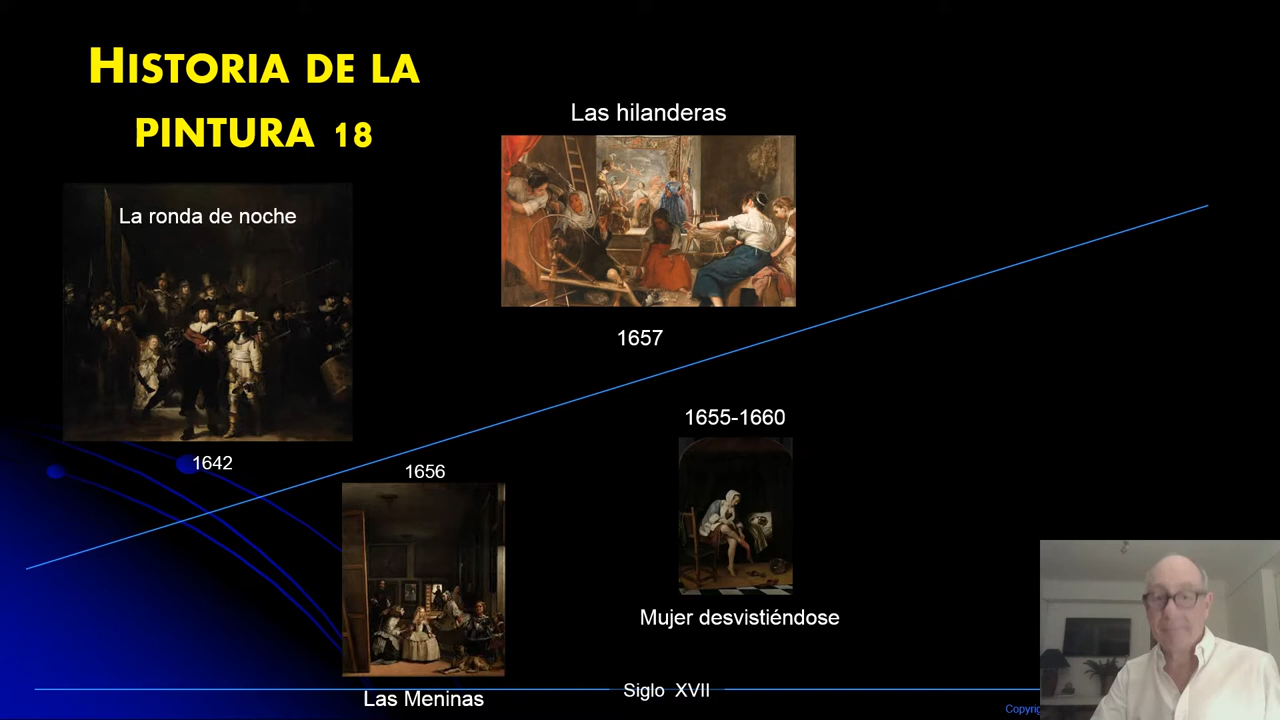 HISTORIA DE LA
PINTURA 18
Las hilanderas
La ronda de noche
1657
1655-1660
1642
1656
Mujer desvistiéndose
Siglo XVII
Las Meninas